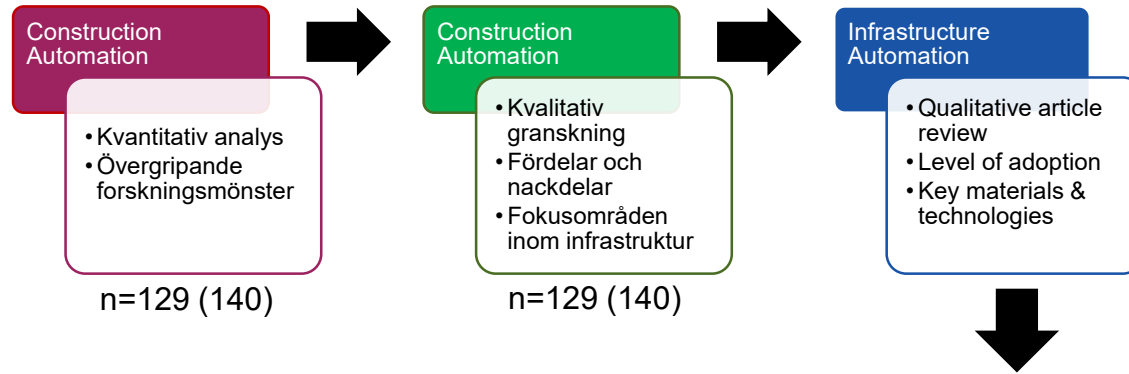 Construction
Automation
• Kvantitativ analys
• Övergripande
forskningsmönster
n=129 (140)
Construction
Automation
• Kvalitativ
granskning
• Fördelar och
nackdelar
• Fokusområden
inom infrastruktur
n=129 (140)
Infrastructure
Automation
• Qualitative article
review
• Level of adoption
• Key materials &
technologies